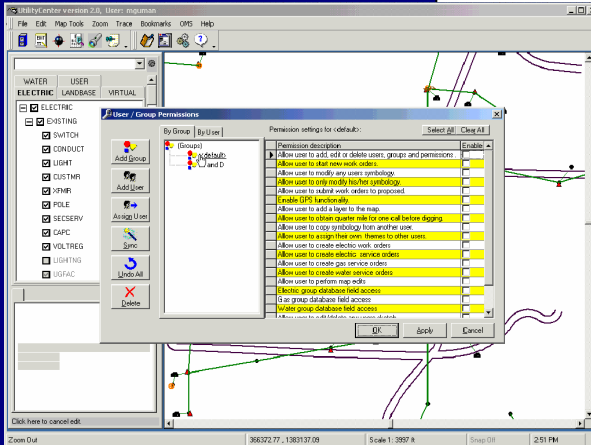 UtilityCenter version 2.0, User: mguman
File Edit Map Tools Zoom Trace Bookmarks OMS Help
WATER USER
ELECTRIC LANDBASE VIRTUAL
ELECTRIC
EXISTING
SWITCH
CONDUCT
LIGHIT
CUSTMR
XFMIR
POLE
SECSERV
CAPC
VOLTREG
LIGHITNG
UGFAC
Click here to cancel edit.
User / Group Permissions
Add Group
Add User
Assign User
Sync
Undo All
Delete
By Group By User
(Groups)
<default>
and D
Permission settings for <default>:
Select All Clear All
Permission description Enable
Allow user to add, edit or delete users, groups and permissions.
Allow user to start new work orders.
Allow user to modify any users symbology.
Allow user to only modify his/her symbology.
Allow user to submit work orders to proposed.
Enable GPS functionality.
Allow user to add a layer to the map.
Allow user to obtain quarter mile for one call before digging.
Allow user to copy symbology from another user.
Allow user to assign their own themes to other users.
Allow user to create electric work orders
Allow user to create electric service orders
Allow user to create gas service orders
Allow user to create water service orders
Allow user to perform map edits
Electric group database field access
Gas group database field access
Water group database field access
OK Apply Cancel
Zoom Out 366372.77 , 1383137.09 Scale 1: 3997 ft Snap Off 2:51 PM